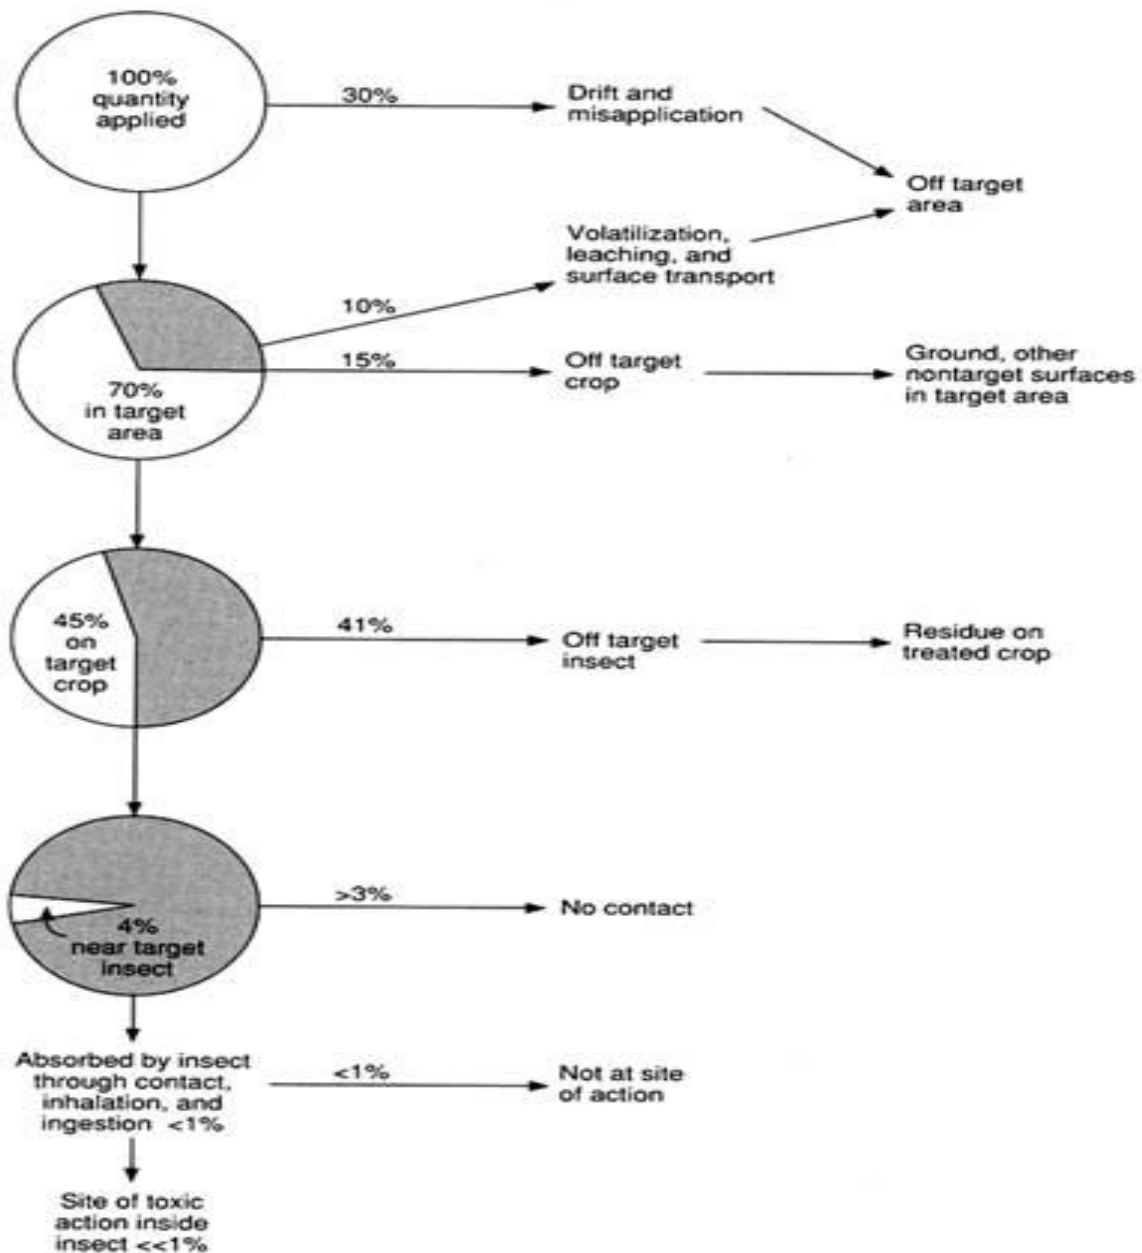 100%
quantity
applied
30%
Drift and
misapplication
Off target
area
Volatilization,
leaching, and
surface transport
10%
15%
Off target
crop
Ground, other
nontarget surfaces
in target area
70%
in target
area
45%
on
target
crop
41%
Off target
insect
Residue on
treated crop
4%
near target
insect
>3%
No contact
Absorbed by insect
through contact,
inhalation, and
ingestion <1%
<1%
Not at site
of action
Site of toxic
action inside
insect <<1%